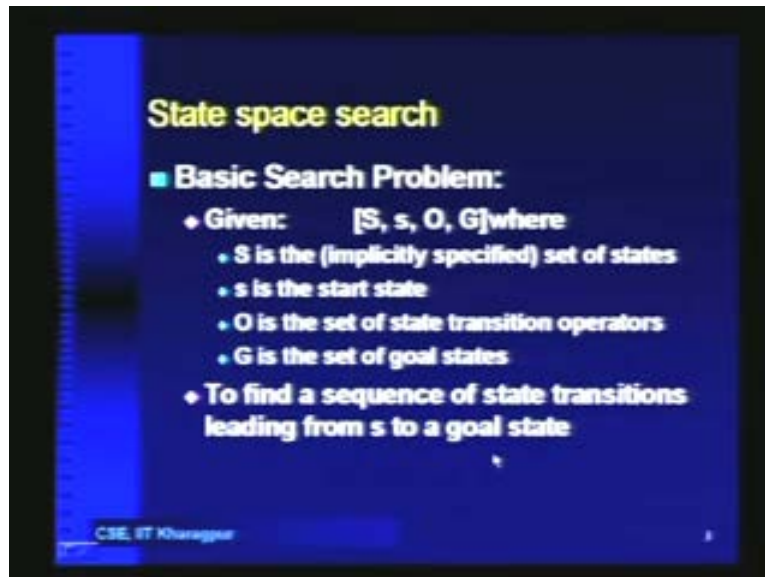 State space search
Basic Search Problem:
Given: [S, s, O, G]where
S is the (implicitly specified) set of states
s is the start state
O is the set of state transition operators
G is the set of goal states
To find a sequence of state transitions
leading from s to a goal state
CSE, IIT Kharagpur